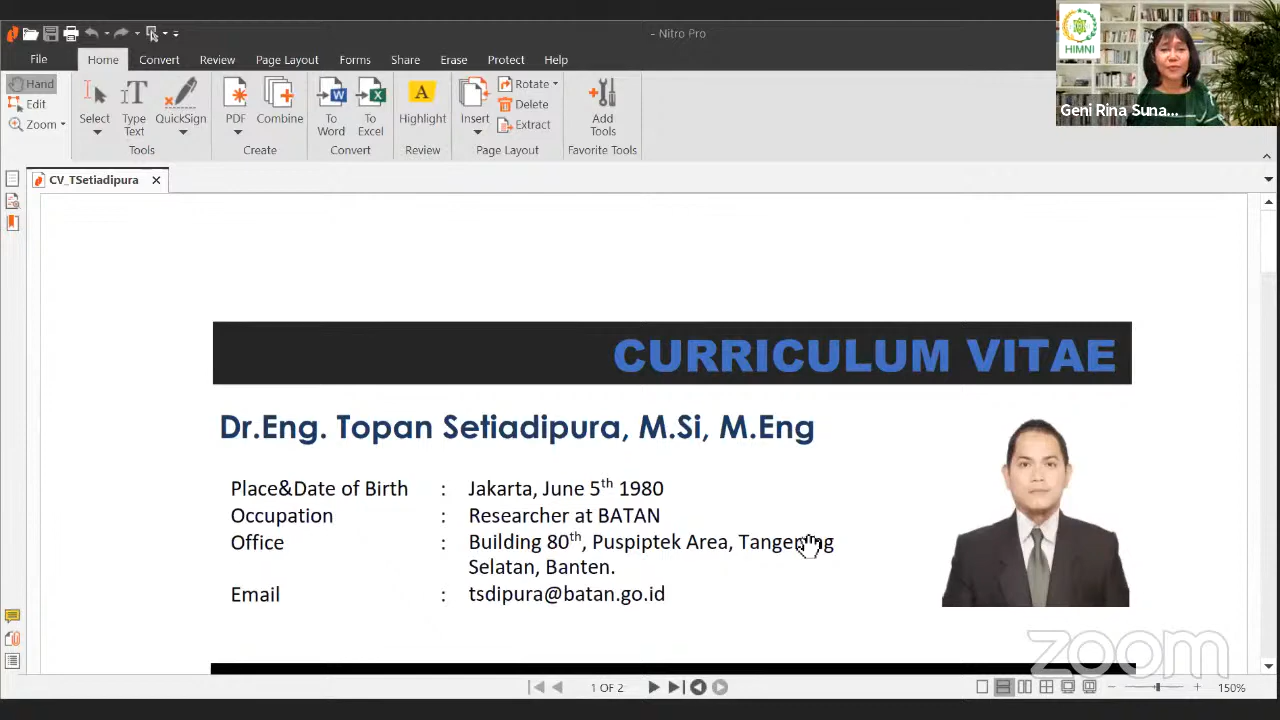 - Nitro Pro
HIMNI
Geni Rina Suna...
File Home Convert Review Page Layout Forms Share Erase Protect Help
Hand
Edit
Zoom
Select
Type Text
QuickSign
Tools
PDF
Combine
Create
To Word
To Excel
Convert
Highlight
Review
Insert
Rotate
Delete
Extract
Page Layout
Add Tools
Favorite Tools
CV_TSetiadipura
CURRICULUM VITAE
Dr.Eng. Topan Setiadipura, M.Si, M.Eng
Place&Date of Birth : Jakarta, June 5th 1980
Occupation : Researcher at BATAN
Office : Building 80th, Puspiptek Area, Tangerang
Selatan, Banten.
Email : tsdipura@batan.go.id
zoom
1 OF 2
150%